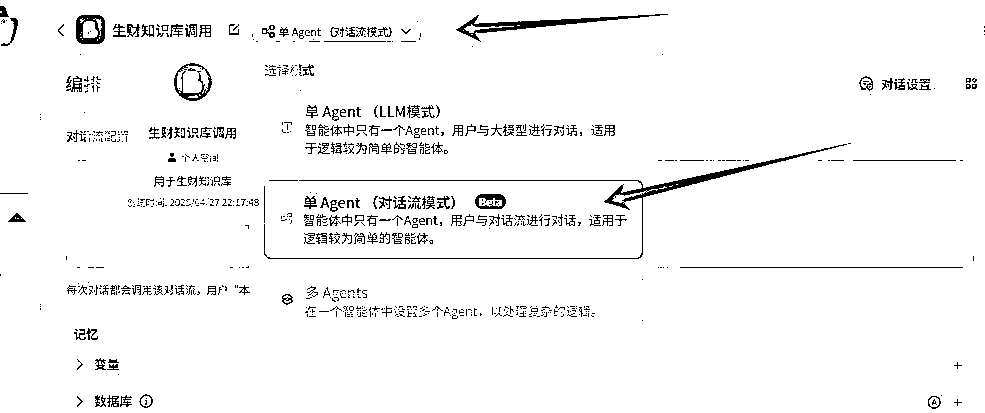 生财知识库调用
单 Agent (对话流模式)
选择模式
编排
对话设置
单 Agent (LLM模式)
智能体中只有一个Agent，用户与大模型进行对话，适用
于逻辑较为简单的智能体。
对话流配置
生财知识库调用
个人空间
用于生财知识库
创建时间: 2025/04/27 22:17:48
单 Agent (对话流模式) Beta
智能体中只有一个Agent，用户与对话流进行对话，适用于
逻辑较为简单的智能体。
每次对话都会调用该对话流，用户“本
多 Agents
在一个智能体中设置多个Agent，以处理复杂的逻辑。
记忆
变量
数据库